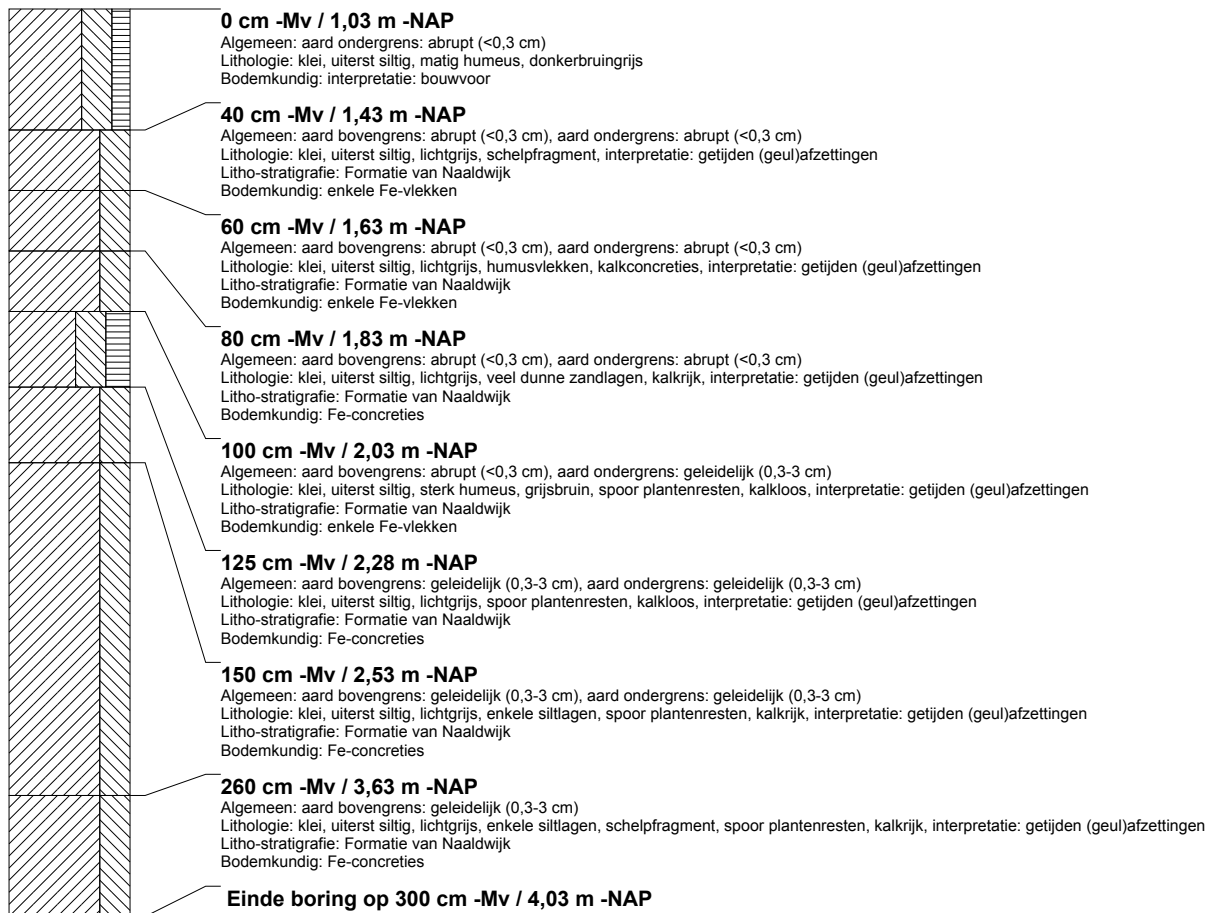 0 cm -Mv / 1,03 m -NAP
Algemeen: aard ondergrens: abrupt (<0,3 cm)
Lithologie: klei, uiterst siltig, matig humeus, donkerbruingrijs
Bodemkundig: interpretatie: bouwvoor
40 cm -Mv / 1,43 m -NAP
Algemeen: aard bovengrens: abrupt (<0,3 cm), aard ondergrens: abrupt (<0,3 cm)
Lithologie: klei, uiterst siltig, lichtgrijs, schelpfragment, interpretatie: getijden (geul)afzettingen
Litho-stratigrafie: Formatie van Naaldwijk
Bodemkundig: enkele Fe-vlekken
60 cm -Mv / 1,63 m -NAP
Algemeen: aard bovengrens: abrupt (<0,3 cm), aard ondergrens: abrupt (<0,3 cm)
Lithologie: klei, uiterst siltig, lichtgrijs, humusvlekken, kalkconcreties, interpretatie: getijden (geul)afzettingen
Litho-stratigrafie: Formatie van Naaldwijk
Bodemkundig: enkele Fe-vlekken
80 cm -Mv / 1,83 m -NAP
Algemeen: aard bovengrens: abrupt (<0,3 cm), aard ondergrens: abrupt (<0,3 cm)
Lithologie: klei, uiterst siltig, lichtgrijs, veel dunne zandlagen, kalkrijk, interpretatie: getijden (geul)afzettingen
Litho-stratigrafie: Formatie van Naaldwijk
Bodemkundig: Fe-concreties
100 cm -Mv / 2,03 m -NAP
Algemeen: aard bovengrens: abrupt (<0,3 cm), aard ondergrens: geleidelijk (0,3-3 cm)
Lithologie: klei, uiterst siltig, sterk humeus, grijsbruin, spoor plantenresten, kalkloos, interpretatie: getijden (geul)afzettingen
Litho-stratigrafie: Formatie van Naaldwijk
Bodemkundig: enkele Fe-vlekken
125 cm -Mv / 2,28 m -NAP
Algemeen: aard bovengrens: geleidelijk (0,3-3 cm), aard ondergrens: geleidelijk (0,3-3 cm)
Lithologie: klei, uiterst siltig, lichtgrijs, spoor plantenresten, kalkloos, interpretatie: getijden (geul)afzettingen
Litho-stratigrafie: Formatie van Naaldwijk
Bodemkundig: Fe-concreties
150 cm -Mv / 2,53 m -NAP
Algemeen: aard bovengrens: geleidelijk (0,3-3 cm), aard ondergrens: geleidelijk (0,3-3 cm)
Lithologie: klei, uiterst siltig, lichtgrijs, enkele siltlagen, spoor plantenresten, kalkrijk, interpretatie: getijden (geul)afzettingen
Litho-stratigrafie: Formatie van Naaldwijk
Bodemkundig: Fe-concreties
260 cm -Mv / 3,63 m -NAP
Algemeen: aard bovengrens: geleidelijk (0,3-3 cm)
Lithologie: klei, uiterst siltig, lichtgrijs, enkele siltlagen, schelpfragment, spoor plantenresten, kalkrijk, interpretatie: getijden (geul)afzettingen
Litho-stratigrafie: Formatie van Naaldwijk
Bodemkundig: Fe-concreties
Einde boring op 300 cm -Mv / 4,03 m -NAP